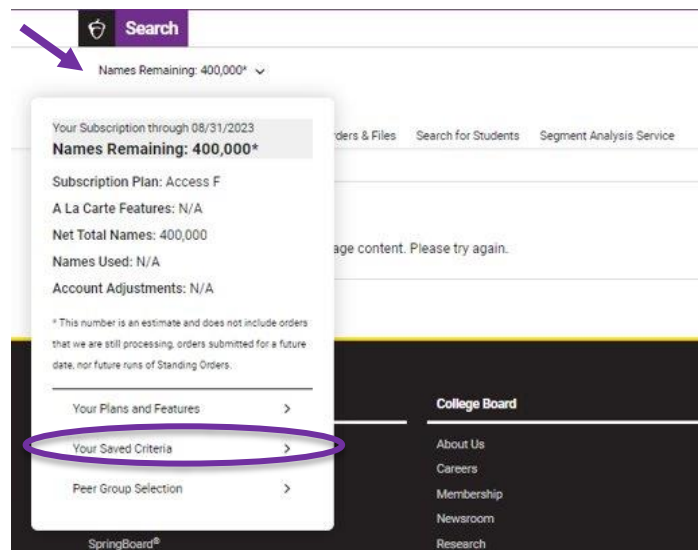 Search
Names Remaining: 400,000*
Your Subscription through 08/31/2023
Names Remaining: 400,000*
Subscription Plan: Access F
A La Carte Features: N/A
Net Total Names: 400,000
Names Used: N/A
Account Adjustments: N/A
* This number is an estimate and does not include orders
that we are still processing, orders submitted for a future
date, nor future runs of Standing Orders.
Your Plans and Features
Your Saved Criteria
Peer Group Selection
rders & Files Search for Students Segment Analysis Service
age content. Please try again.
SpringBoard®
College Board
About Us
Careers
Membership
Newsroom
Research